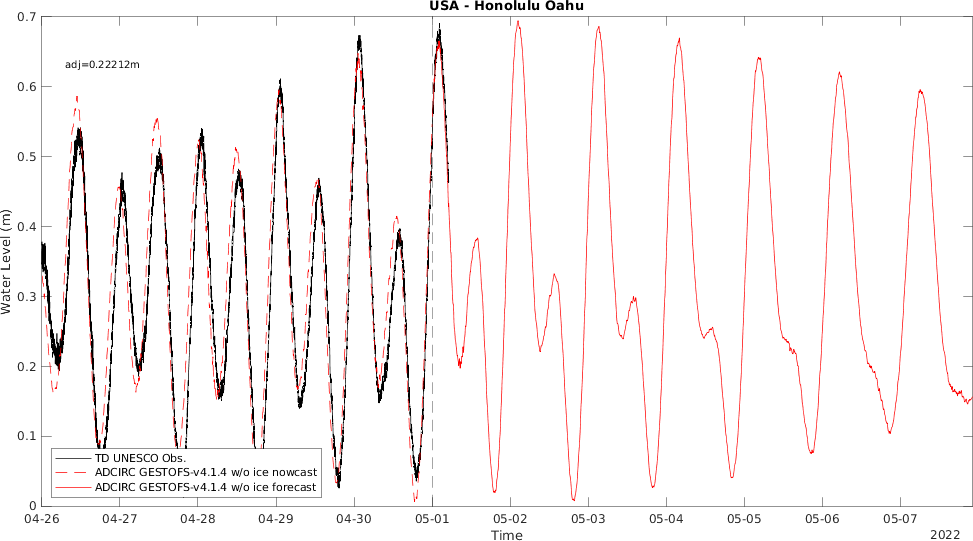 USA - Honolulu Oahu
adj=0.22212m
0.7
0.6
0.5
0.4
0.3
0.2
0.1
0
Water Level (m)
TD UNESCO Obs.
ADCIRC GESTOFS-v4.1.4 w/o ice nowcast
ADCIRC GESTOFS-v4.1.4 w/o ice forecast
04-26 04-27 04-28 04-29 04-30 05-01 05-02 05-03 05-04 05-05 05-06 05-07
Time
2022